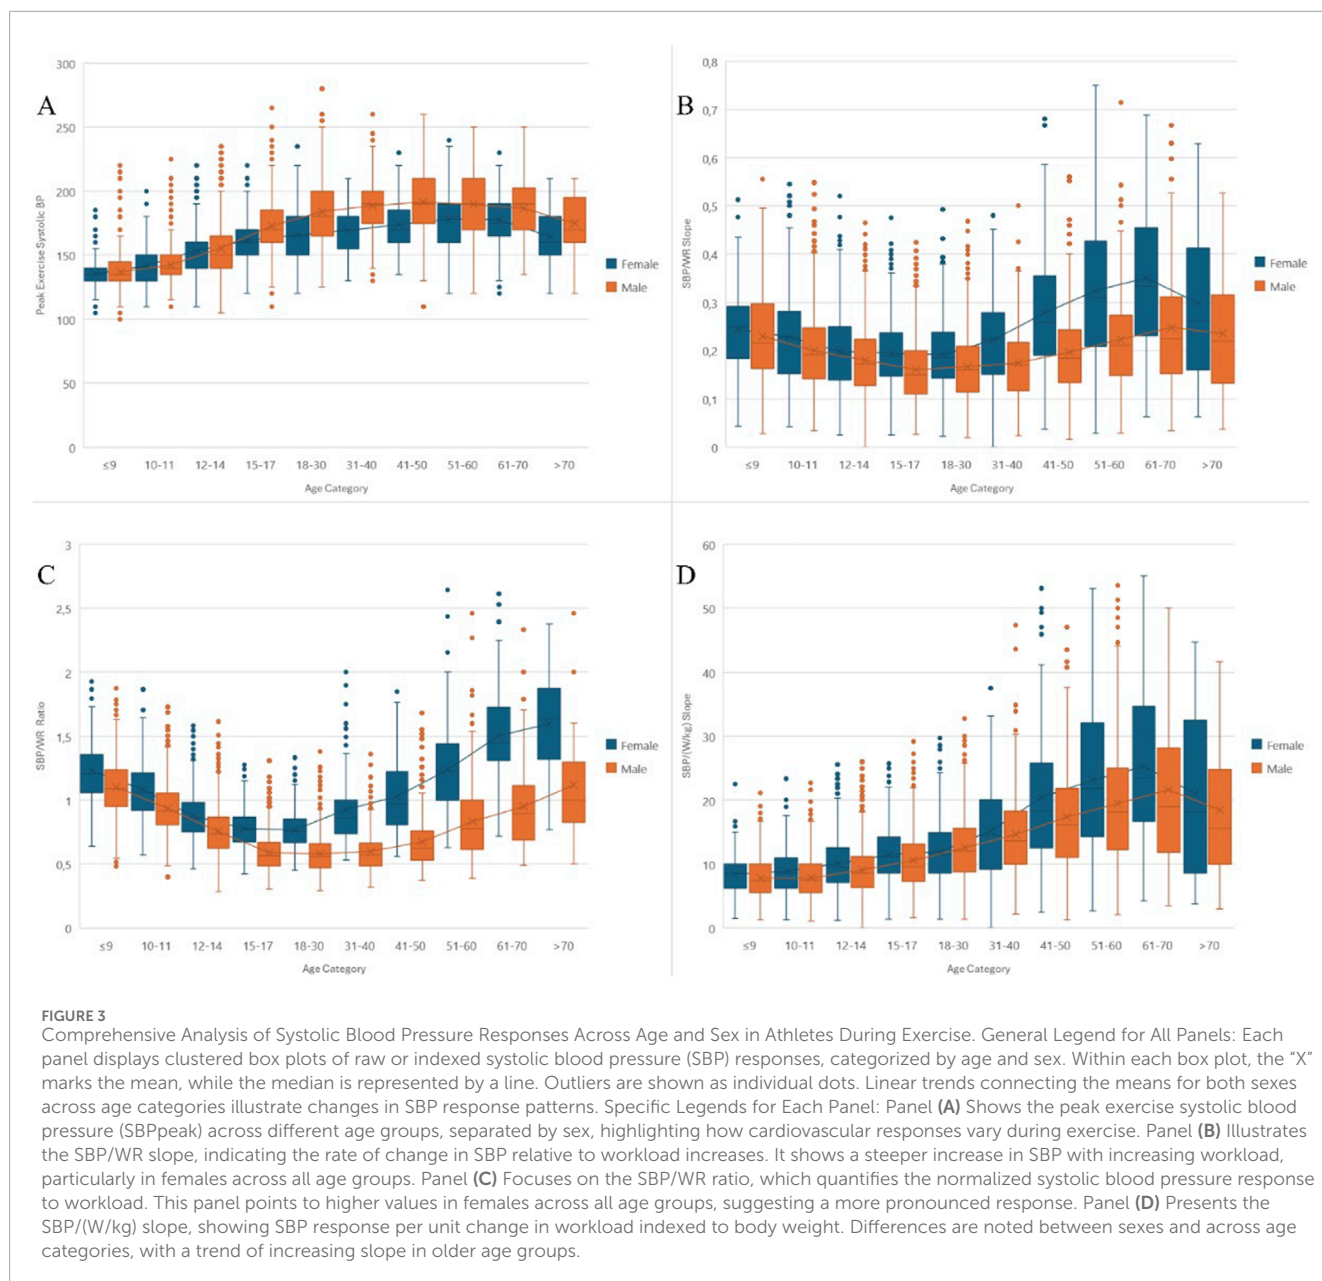 A
300
250
200
150
100
50
0
Peak Exercise Systolic BP
≤9 10-11 12-14 15-17 18-30 31-40 41-50 51-60 61-70 >70
Age Category
Female
Male
B
0,8
0,7
0,6
0,5
0,4
0,3
0,2
0,1
0
SBP/WR Slope
≤9 10-11 12-14 15-17 18-30 31-40 41-50 51-60 61-70 >70
Age Category
Female
Male
C
3
2,5
2
1,5
1
0,5
0
SBP/WR Ratio
≤9 10-11 12-14 15-17 18-30 31-40 41-50 51-60 61-70 >70
Age Category
Female
Male
D
60
50
40
30
20
10
0
SBP/(W/kg) Slope
≤9 10-11 12-14 15-17 18-30 31-40 41-50 51-60 61-70 >70
Age Category
Female
Male
FIGURE 3
Comprehensive Analysis of Systolic Blood Pressure Responses Across Age and Sex in Athletes During Exercise. General Legend for All Panels: Each
panel displays clustered box plots of raw or indexed systolic blood pressure (SBP) responses, categorized by age and sex. Within each box plot, the "X"
marks the mean, while the median is represented by a line. Outliers are shown as individual dots. Linear trends connecting the means for both sexes
across age categories illustrate changes in SBP response patterns. Specific Legends for Each Panel: Panel (A) Shows the peak exercise systolic blood
pressure (SBPpeak) across different age groups, separated by sex, highlighting how cardiovascular responses vary during exercise. Panel (B) Illustrates
the SBP/WR slope, indicating the rate of change in SBP relative to workload increases. It shows a steeper increase in SBP with increasing workload,
particularly in females across all age groups. Panel (C) Focuses on the SBP/WR ratio, which quantifies the normalized systolic blood pressure response
to workload. This panel points to higher values in females across all age groups, suggesting a more pronounced response. Panel (D) Presents the
SBP/(W/kg) slope, showing SBP response per unit change in workload indexed to body weight. Differences are noted between sexes and across age
categories, with a trend of increasing slope in older age groups.